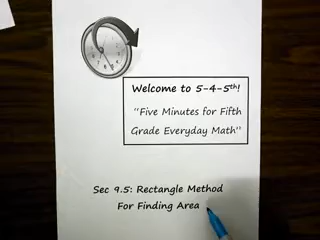 Welcome to 5-4-5th!
"Five Minutes for Fifth
Grade Everyday Math"
Sec 9.5: Rectangle Method
For Finding Area